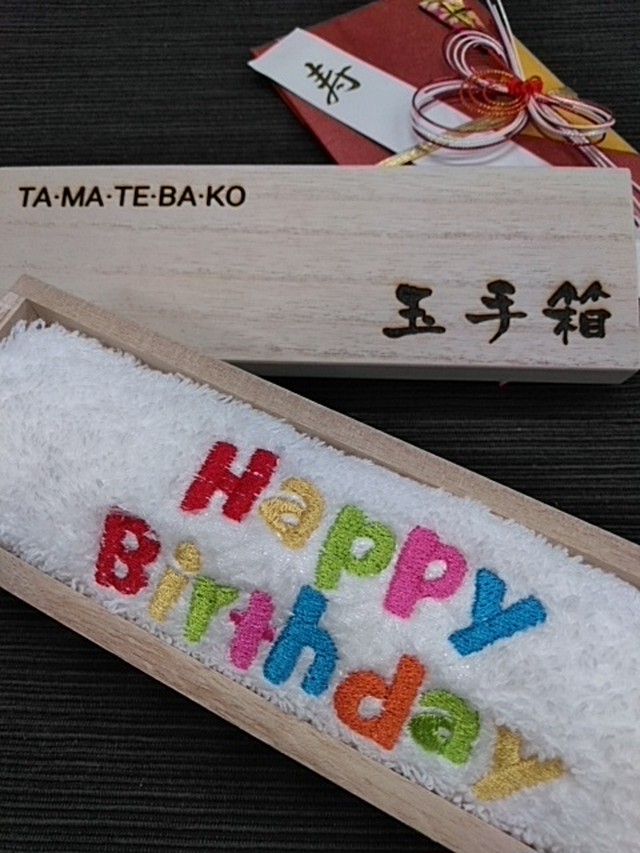 寿
TA·MA·TE·BA·KO
玉手箱
Happy
Birthday